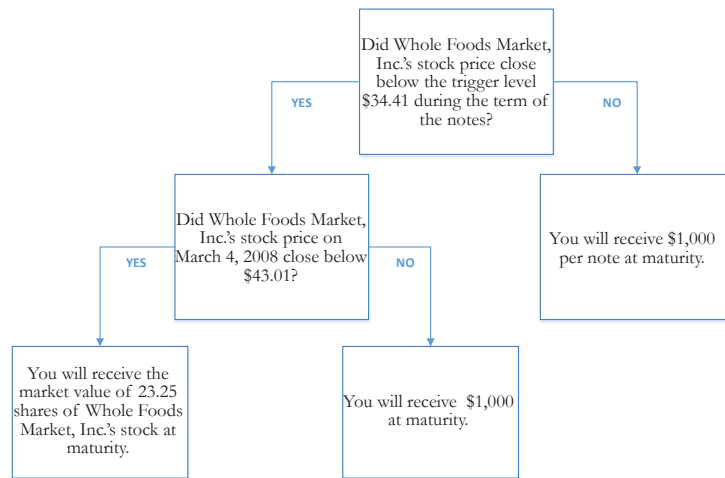 Did Whole Foods Market,
Inc.'s stock price close
below the trigger level
$34.41 during the term of
the notes?
YES
NO
Did Whole Foods Market,
Inc.'s stock price on
March 4, 2008 close below
$43.01?
You will receive $1,000
per note at maturity.
YES
NO
You will receive the
market value of 23.25
shares of Whole Foods
Market, Inc.'s stock at
maturity.
You will receive $1,000
at maturity.